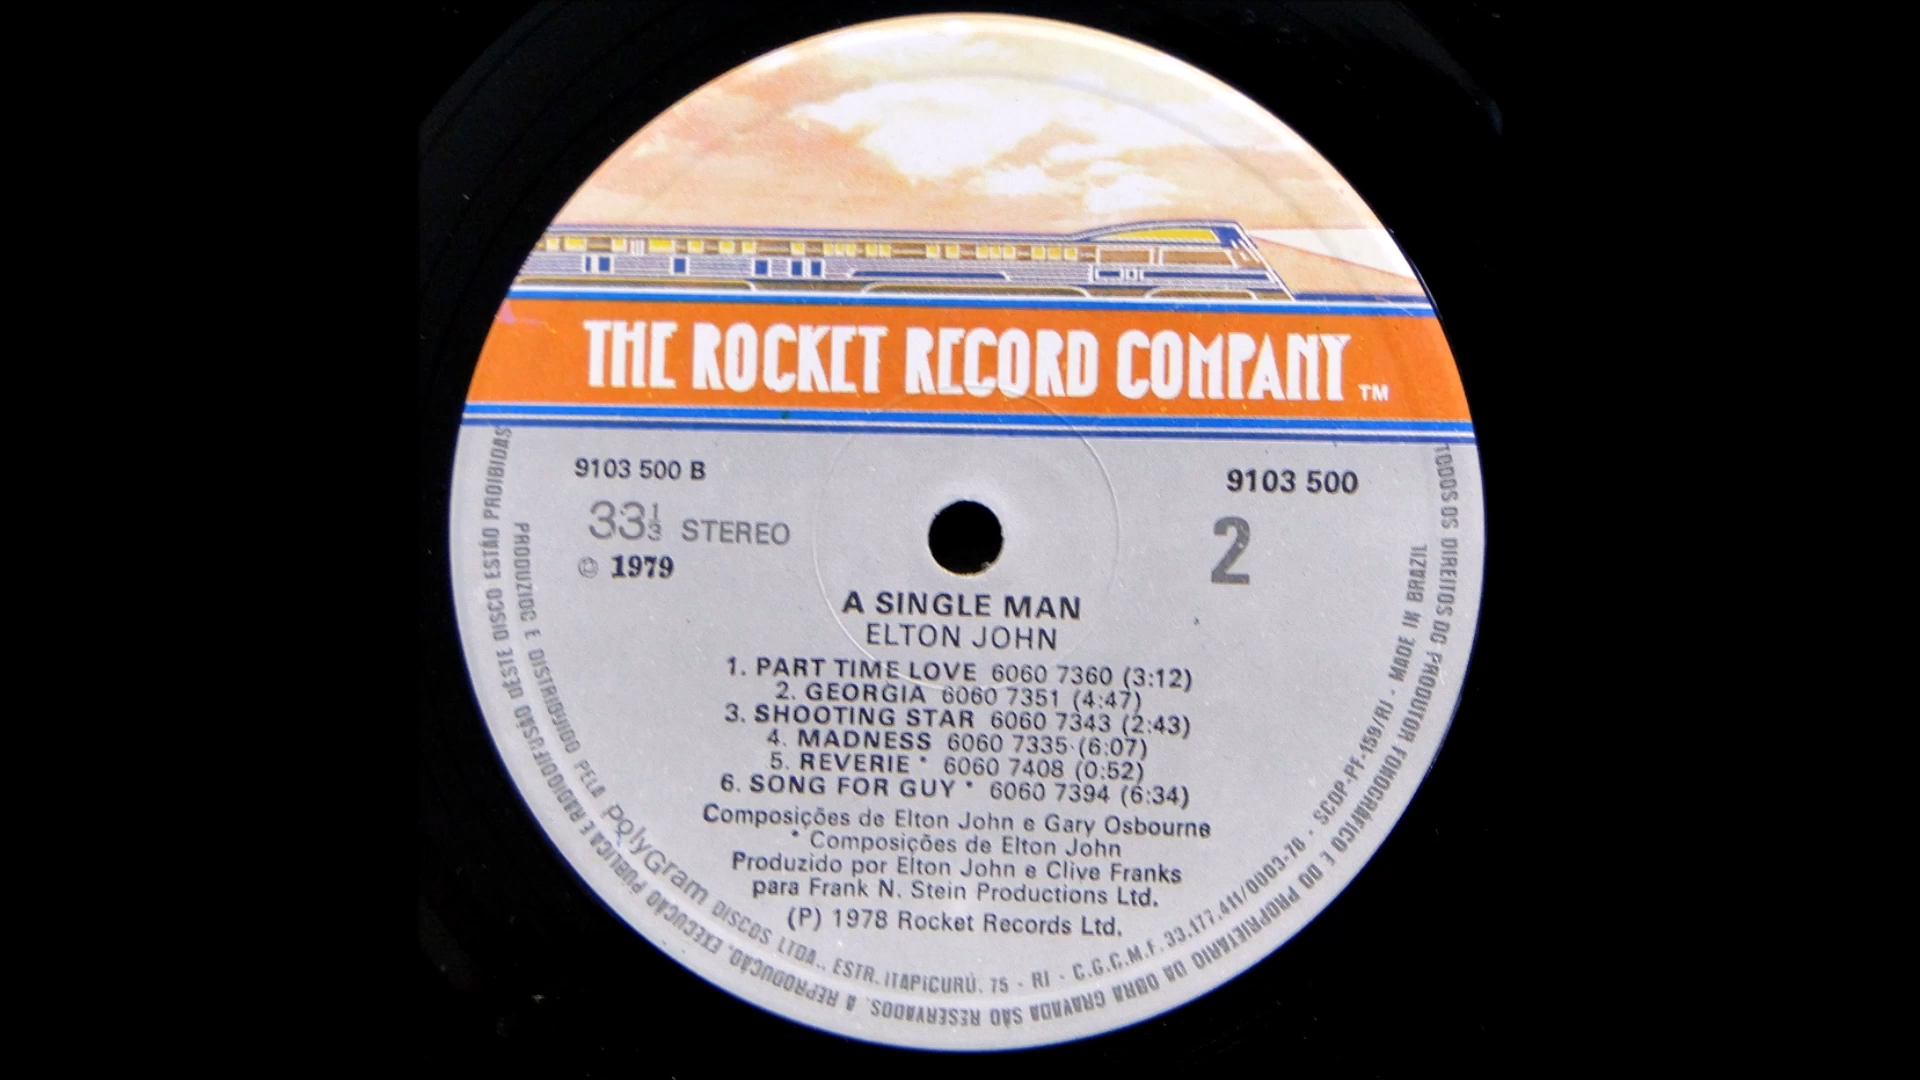 THE ROCKET RECORD COMPANY TM
9103 500 B
9103 500
33⅓ STEREO
2
℗ 1979
A SINGLE MAN
ELTON JOHN
1. PART TIME LOVE 6060 7360 (3:12)
2. GEORGIA 6060 7351 (4:47)
3. SHOOTING STAR 6060 7343 (2:43)
4. MADNESS 6060 7335 (6:07)
5. REVERIE * 6060 7408 (0:52)
6. SONG FOR GUY * 6060 7394 (6:34)
Composições de Elton John e Gary Osbourne
* Composições de Elton John
Produzido por Elton John e Clive Franks
para Frank N. Stein Productions Ltd.
(P) 1978 Rocket Records Ltd.
PRODUZIDO E DISTRIBUIDO PELA PolyGram DISCOS LTDA., ESTR. ITAPICURÚ, 75 - RJ - C.G.C.M.F. 33.177.411/0003-76 - SCDP-PF-159/RJ - MADE IN BRAZIL
TODOS OS DIREITOS DO PRODUTOR FONOGRÁFICO E DO PROPRIETARIO DA OBRA GRAVADA SÃO RESERVADOS. A REPRODUÇÃO, EXECUÇÃO PÚBLICA E RADIODIFUSÃO DESTE DISCO ESTÃO PROIBIDAS